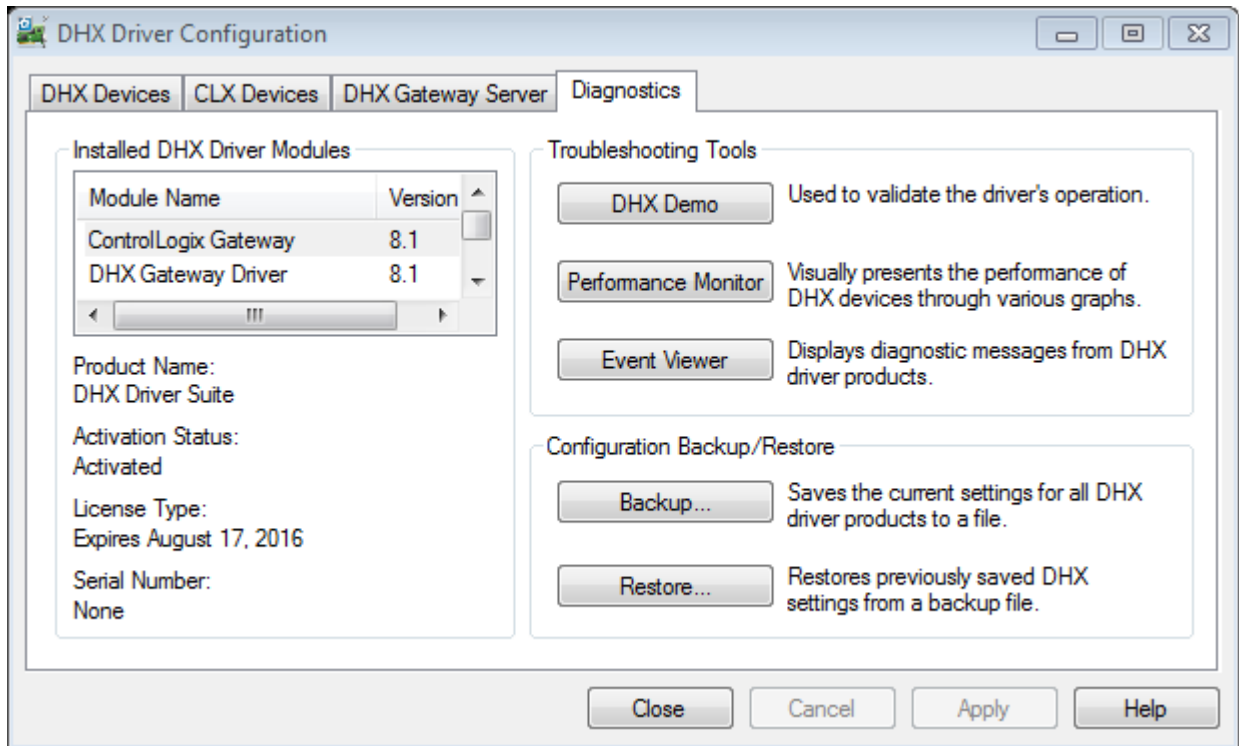 DHX Driver Configuration
DHX Devices CLX Devices DHX Gateway Server Diagnostics
Installed DHX Driver Modules
Module Name Version
ControlLogix Gateway 8.1
DHX Gateway Driver 8.1
Product Name:
DHX Driver Suite
Activation Status:
Activated
License Type:
Expires August 17, 2016
Serial Number:
None
Troubleshooting Tools
DHX Demo
Used to validate the driver's operation.
Performance Monitor
Visually presents the performance of
DHX devices through various graphs.
Event Viewer
Displays diagnostic messages from DHX
driver products.
Configuration Backup/Restore
Backup...
Saves the current settings for all DHX
driver products to a file.
Restore...
Restores previously saved DHX
settings from a backup file.
Close Cancel Apply Help